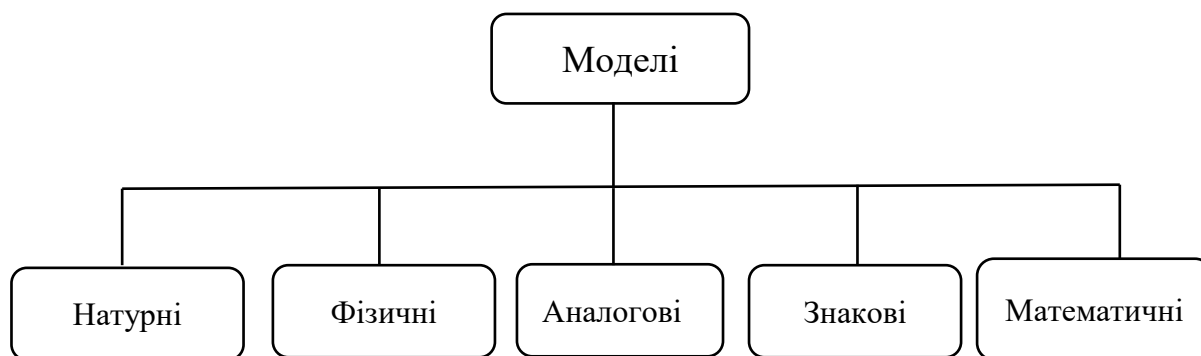 Моделі
Натурні
Фізичні
Аналогові
Знакові
Математичні